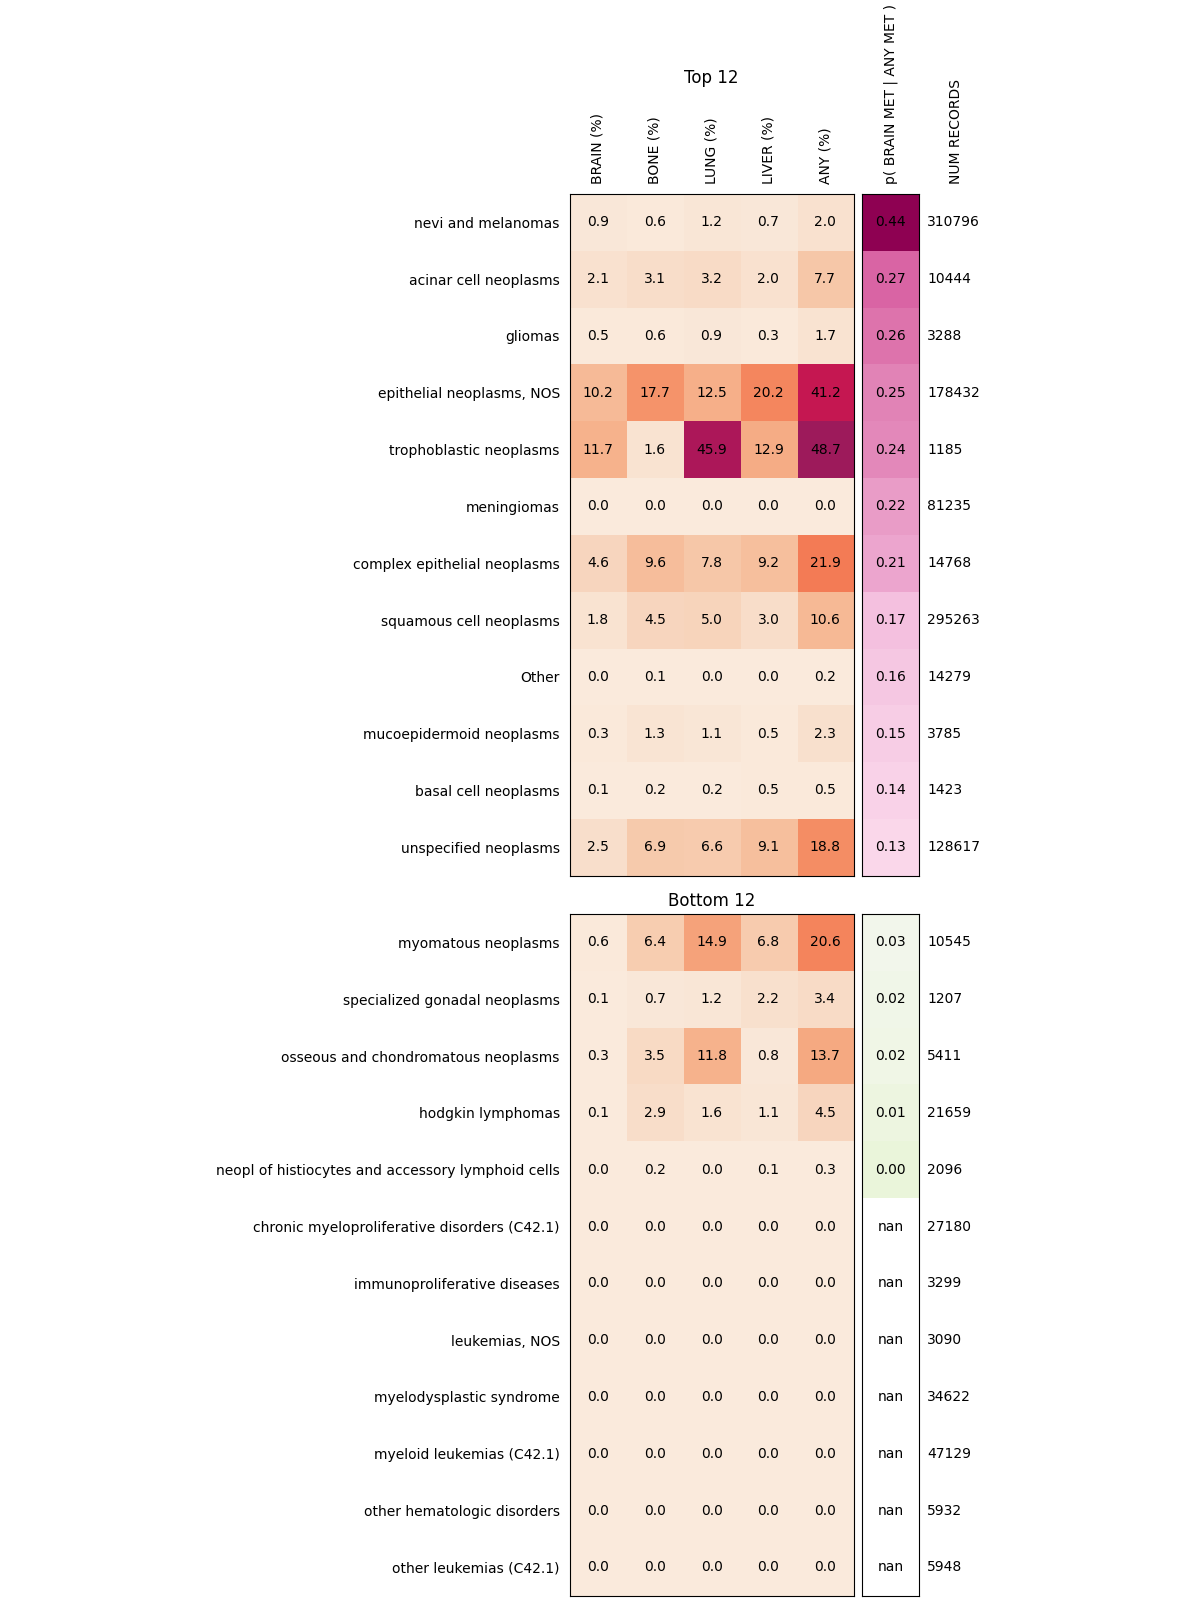 Top 12
BRAIN (%) BONE (%) LUNG (%) LIVER (%) ANY (%) p( BRAIN MET | ANY MET ) NUM RECORDS
nevi and melanomas 0.9 0.6 1.2 0.7 2.0 0.44 310796
acinar cell neoplasms 2.1 3.1 3.2 2.0 7.7 0.27 10444
gliomas 0.5 0.6 0.9 0.3 1.7 0.26 3288
epithelial neoplasms, NOS 10.2 17.7 12.5 20.2 41.2 0.25 178432
trophoblastic neoplasms 11.7 1.6 45.9 12.9 48.7 0.24 1185
meningiomas 0.0 0.0 0.0 0.0 0.0 0.22 81235
complex epithelial neoplasms 4.6 9.6 7.8 9.2 21.9 0.21 14768
squamous cell neoplasms 1.8 4.5 5.0 3.0 10.6 0.17 295263
Other 0.0 0.1 0.0 0.0 0.2 0.16 14279
mucoepidermoid neoplasms 0.3 1.3 1.1 0.5 2.3 0.15 3785
basal cell neoplasms 0.1 0.2 0.2 0.5 0.5 0.14 1423
unspecified neoplasms 2.5 6.9 6.6 9.1 18.8 0.13 128617
Bottom 12
myomatous neoplasms 0.6 6.4 14.9 6.8 20.6 0.03 10545
specialized gonadal neoplasms 0.1 0.7 1.2 2.2 3.4 0.02 1207
osseous and chondromatous neoplasms 0.3 3.5 11.8 0.8 13.7 0.02 5411
hodgkin lymphomas 0.1 2.9 1.6 1.1 4.5 0.01 21659
neopl of histiocytes and accessory lymphoid cells 0.0 0.2 0.0 0.1 0.3 0.00 2096
chronic myeloproliferative disorders (C42.1) 0.0 0.0 0.0 0.0 0.0 nan 27180
immunoproliferative diseases 0.0 0.0 0.0 0.0 0.0 nan 3299
leukemias, NOS 0.0 0.0 0.0 0.0 0.0 nan 3090
myelodysplastic syndrome 0.0 0.0 0.0 0.0 0.0 nan 34622
myeloid leukemias (C42.1) 0.0 0.0 0.0 0.0 0.0 nan 47129
other hematologic disorders 0.0 0.0 0.0 0.0 0.0 nan 5932
other leukemias (C42.1) 0.0 0.0 0.0 0.0 0.0 nan 5948